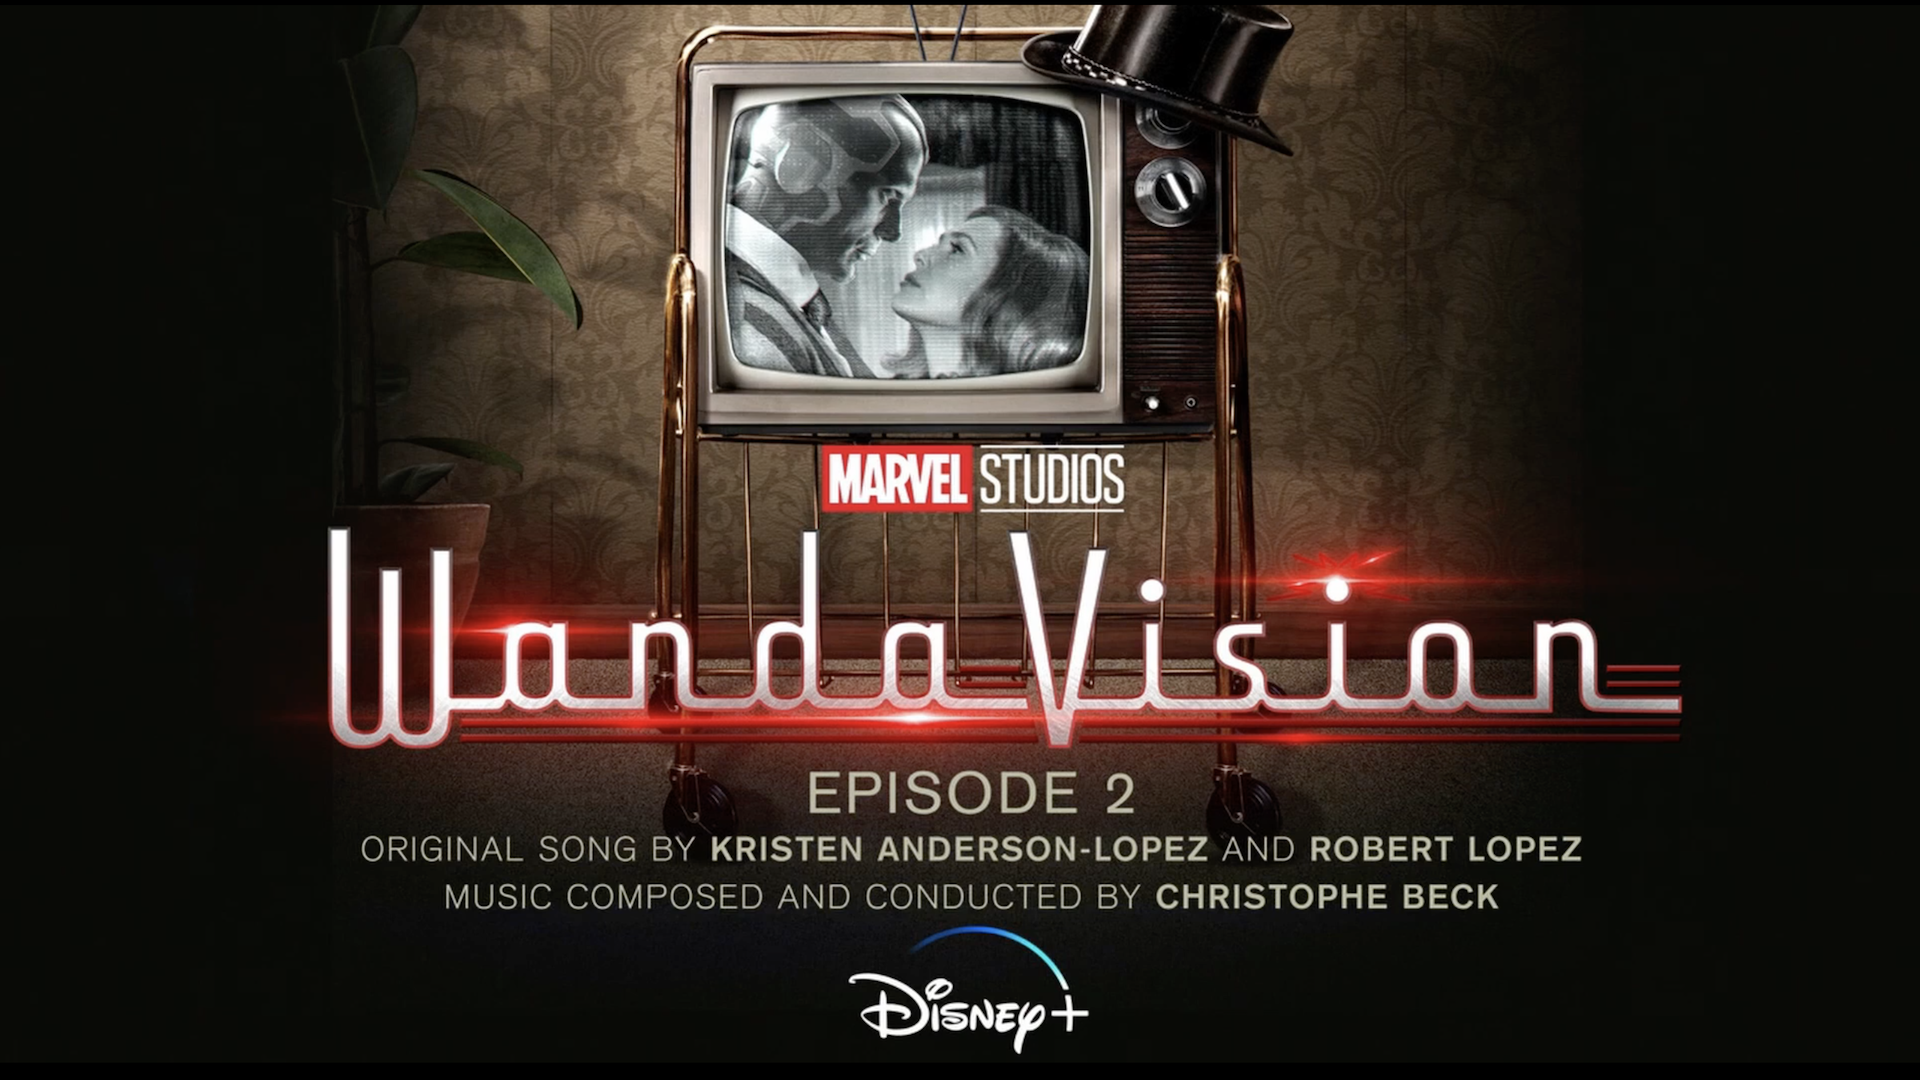 MARVEL STUDIOS
WandaVision
EPISODE 2
ORIGINAL SONG BY KRISTEN ANDERSON-LOPEZ AND ROBERT LOPEZ
MUSIC COMPOSED AND CONDUCTED BY CHRISTOPHE BECK
Disney+